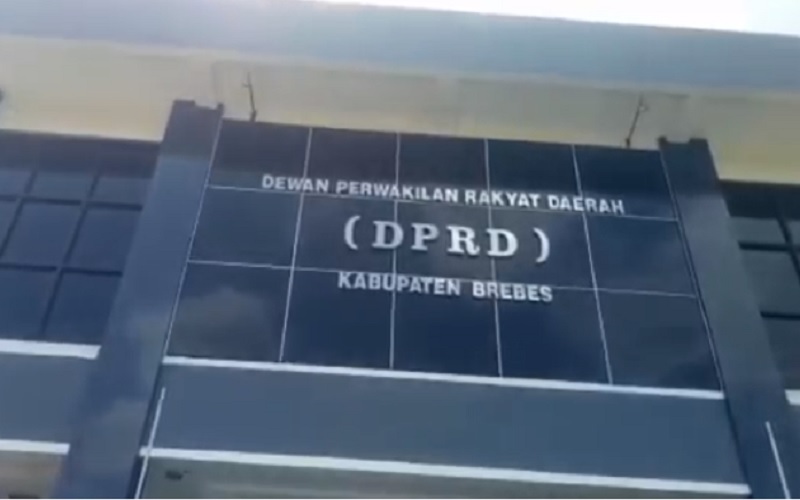 DEWAN PERWAKILAN RAKYAT DAERAH
( DPRD )
KABUPATEN BREBES